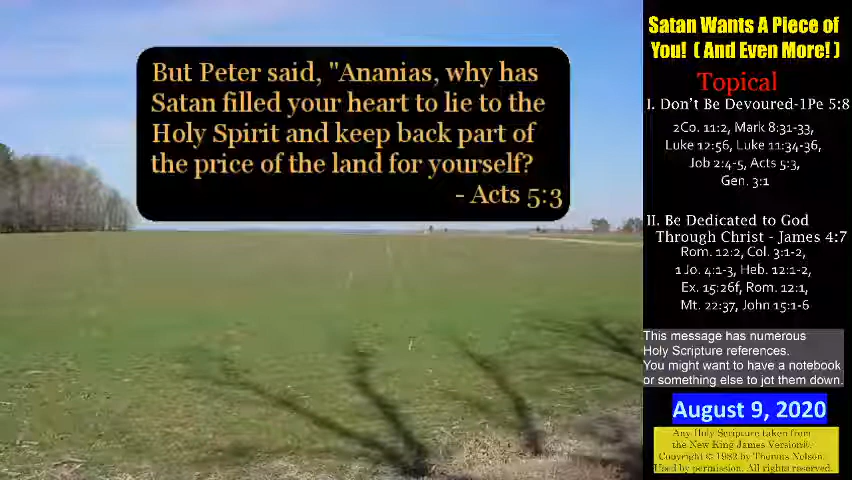 But Peter said, "Ananias, why has
Satan filled your heart to lie to the
Holy Spirit and keep back part of
the price of the land for yourself?
- Acts 5:3
Satan Wants A Piece of
You! ( And Even More! )
Topical
I. Don't Be Devoured-1Pe 5:8
2Co. 11:2, Mark 8:31-33,
Luke 12:56, Luke 11:34-36,
Job 2:4-5, Acts 5:3,
Gen. 3:1
II. Be Dedicated to God
Through Christ - James 4:7
Rom. 12:2, Col. 3:1-2,
1 Jo. 4:1-3, Heb. 12:1-2,
Ex. 15:26f, Rom. 12:1,
Mt. 22:37, John 15:1-6
This message has numerous
Holy Scripture references.
You might want to have a notebook
or something else to jot them down.
August 9, 2020
Any Holy Scripture taken from
the New King James Version®.
Copyright © 1982 by Thomas Nelson.
Used by permission. All rights reserved.